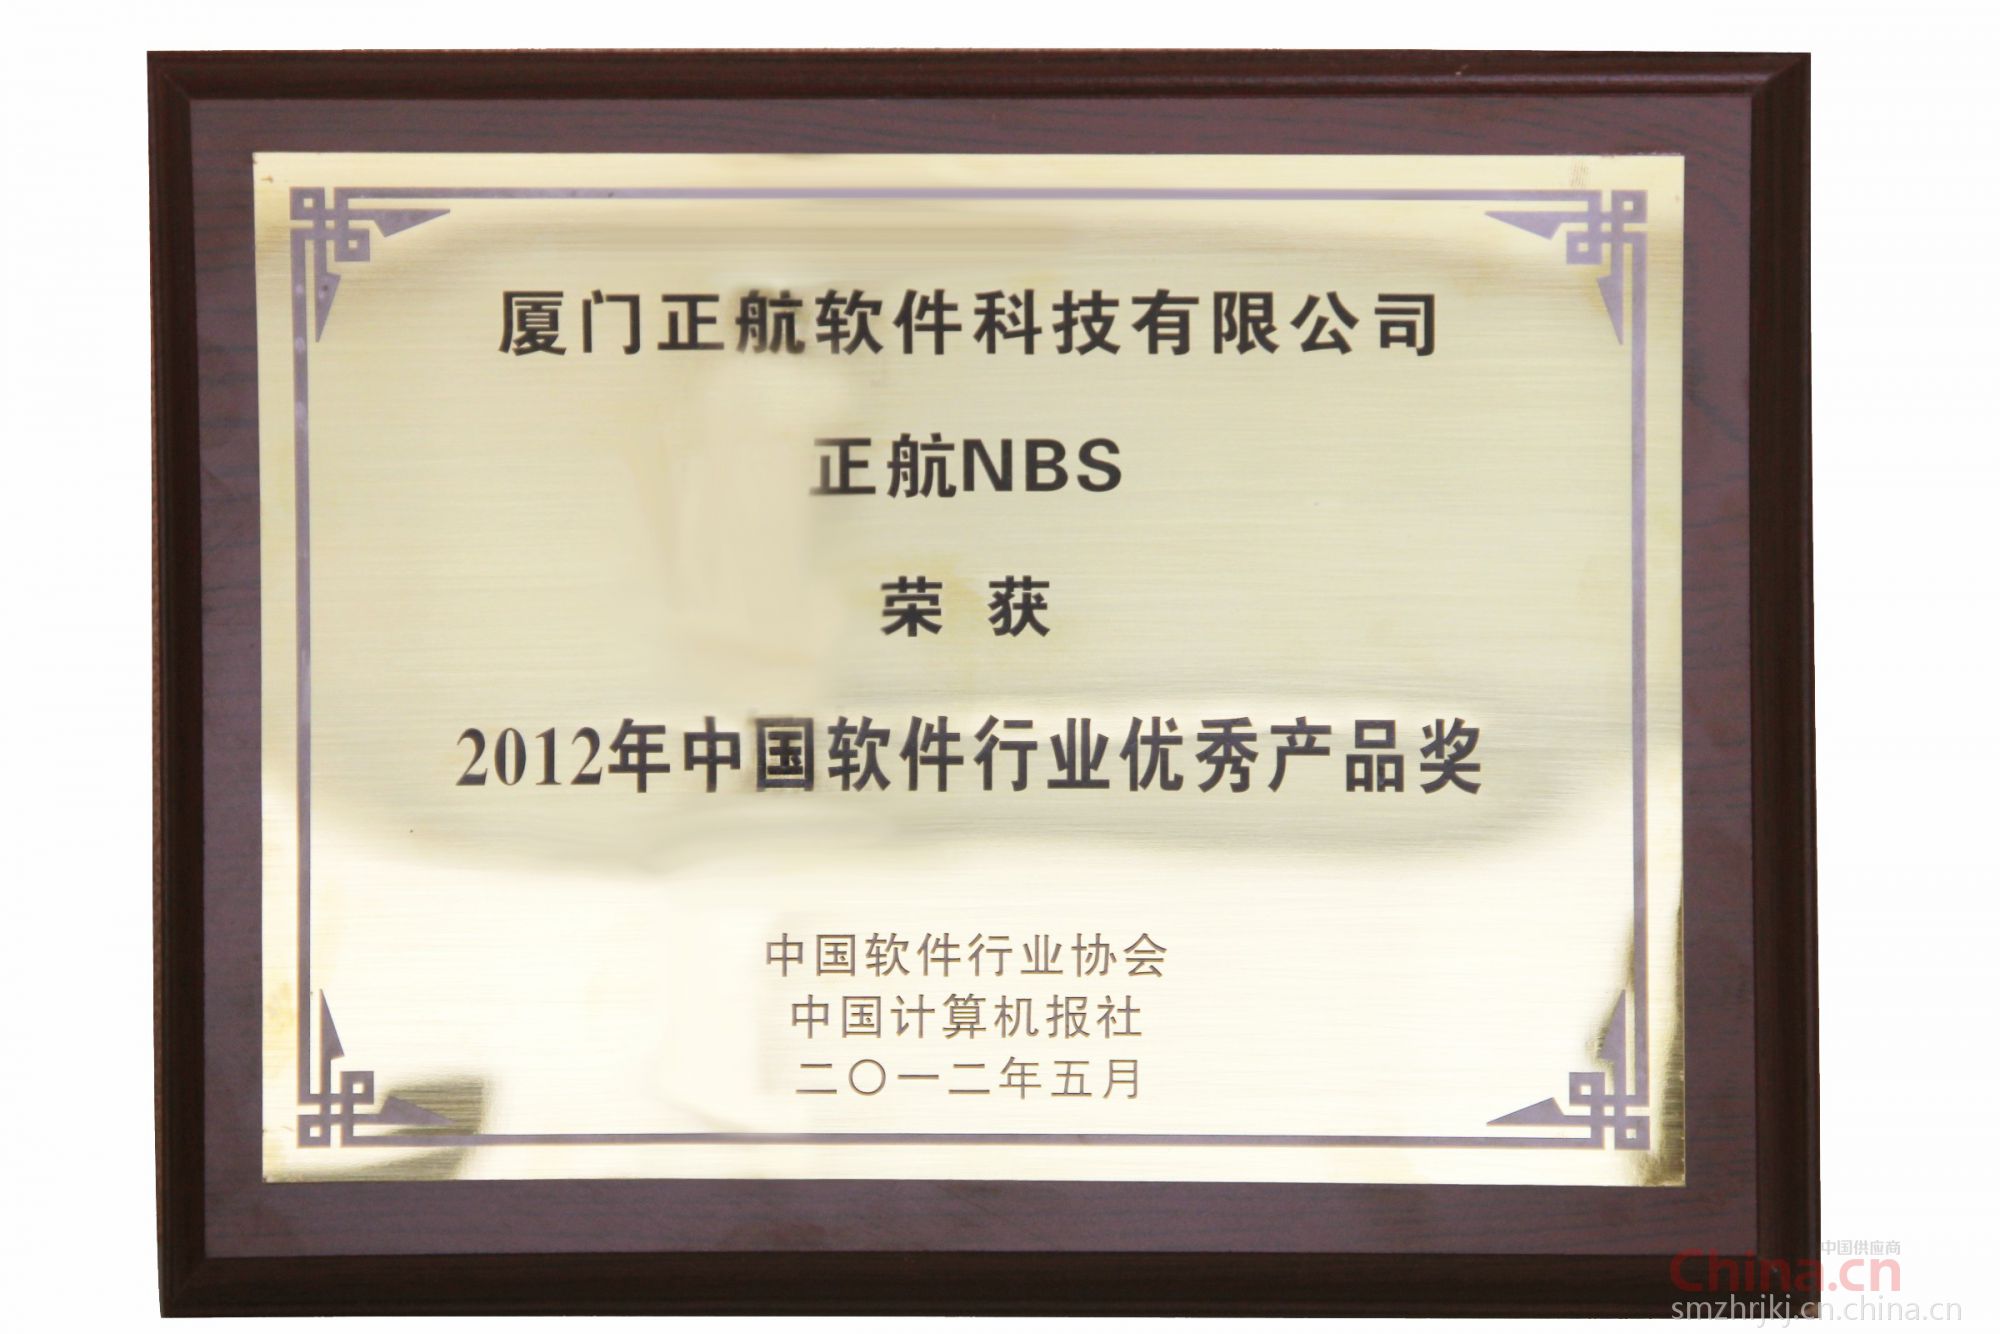 厦门正航软件科技有限公司
正航NBS
荣 获
2012年中国软件行业优秀产品奖
中国软件行业协会
中国计算机报社
二〇一二年五月
中国供应商
China.cn
smzhrjkj.cn.china.cn